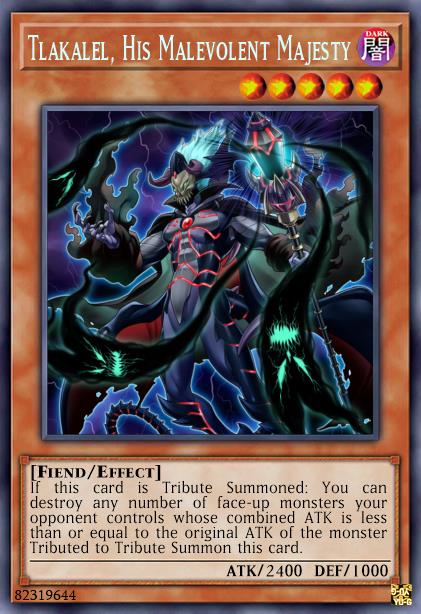 Tlakalel, His Malevolent Majesty
DARK
闇
[Fiend/Effect]
If this card is Tribute Summoned: You can
destroy any number of face-up monsters your
opponent controls whose combined ATK is less
than or equal to the original ATK of the monster
Tributed to Tribute Summon this card.
ATK/2400 DEF/1000
82319644